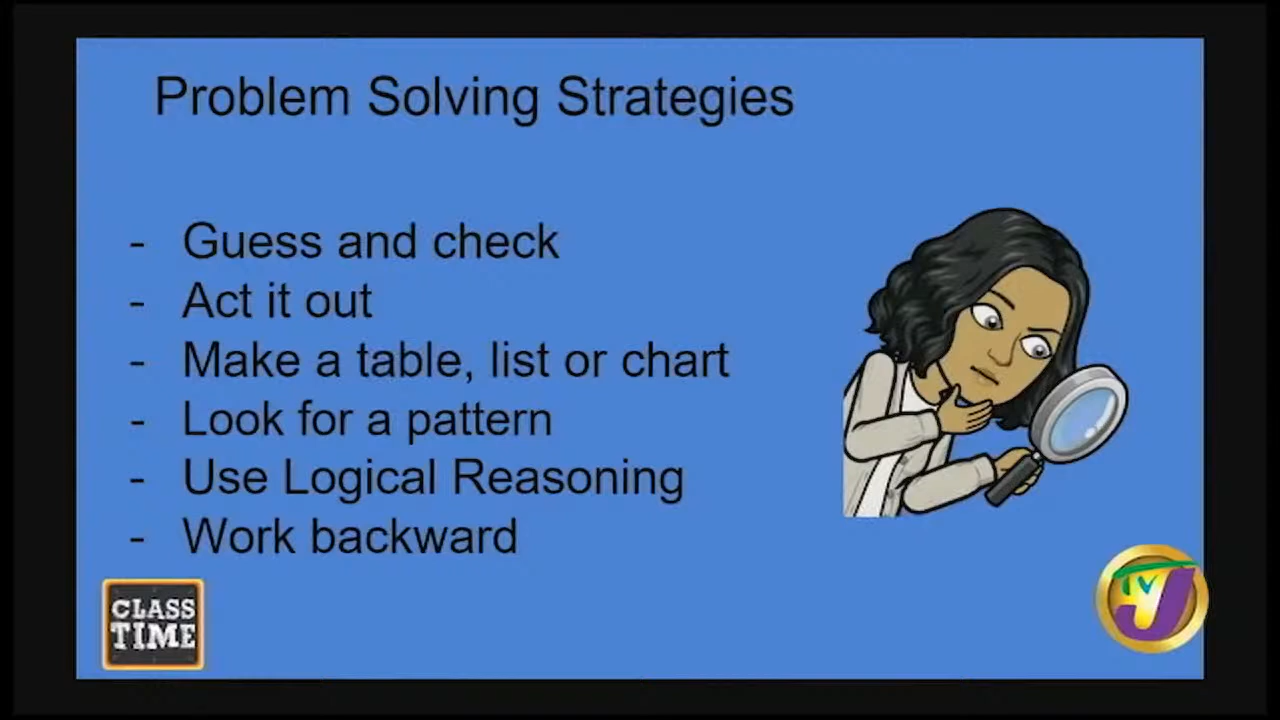 Problem Solving Strategies
- Guess and check
- Act it out
- Make a table, list or chart
- Look for a pattern
- Use Logical Reasoning
- Work backward
CLASS
TIME
TVJ